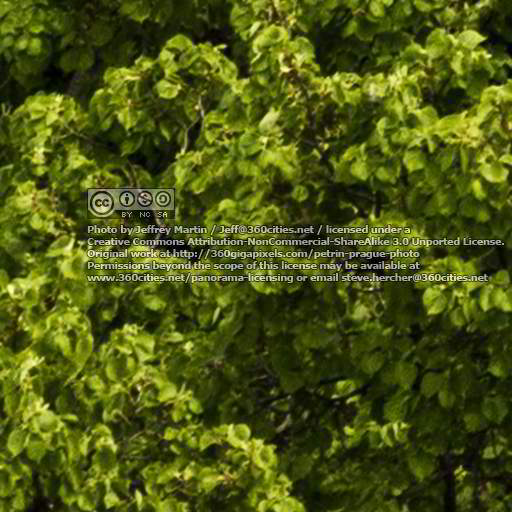 cc
BY NC SA
Photo by Jeffrey Martin / Jeff@360cities.net / licensed under a
Creative Commons Attribution-NonCommercial-ShareAlike 3.0 Unported License.
Original work at http://360gigapixels.com/petrin-prague-photo
Permissions beyond the scope of this license may be available at
www.360cities.net/panorama-licensing or email steve.hercher@360cities.net